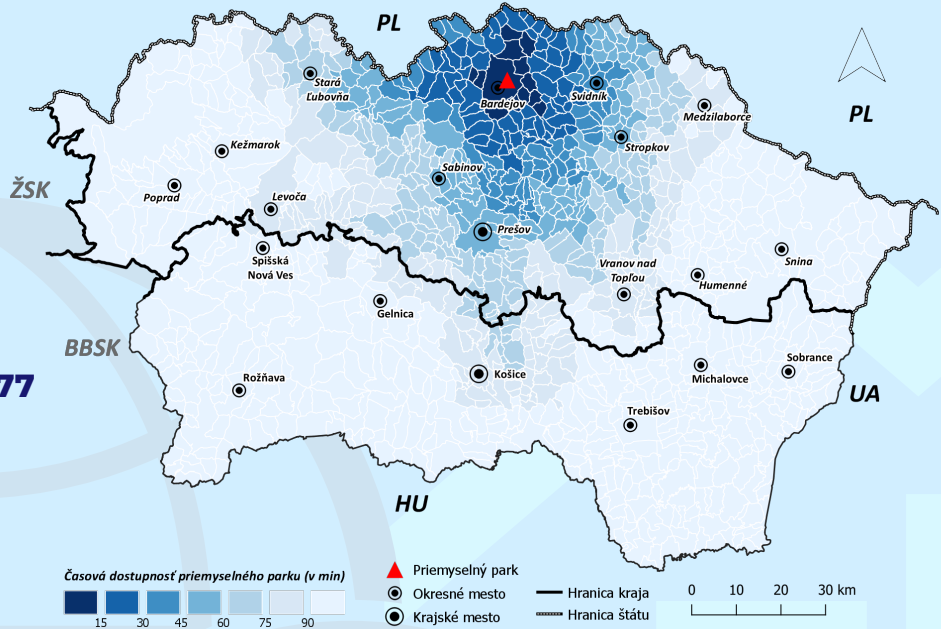 PL
Stará
Ľubovňa
Bardejov
Svidník
Medzilaborce
PL
Stropkov
Kežmarok
Sabinov
ŽSK
Poprad
Levoča
Prešov
Spišská
Nová Ves
Vranov nad
Topľou
Snina
Humenné
Gelnica
BBSK
Sobrance
Košice
Michalovce
Rožňava
77
UA
Trebišov
HU
Časová dostupnosť priemyselného parku (v min)
15 30 45 60 75 90
Priemyselný park
Okresné mesto
Krajské mesto
Hranica kraja
Hranica štátu
0 10 20 30 km